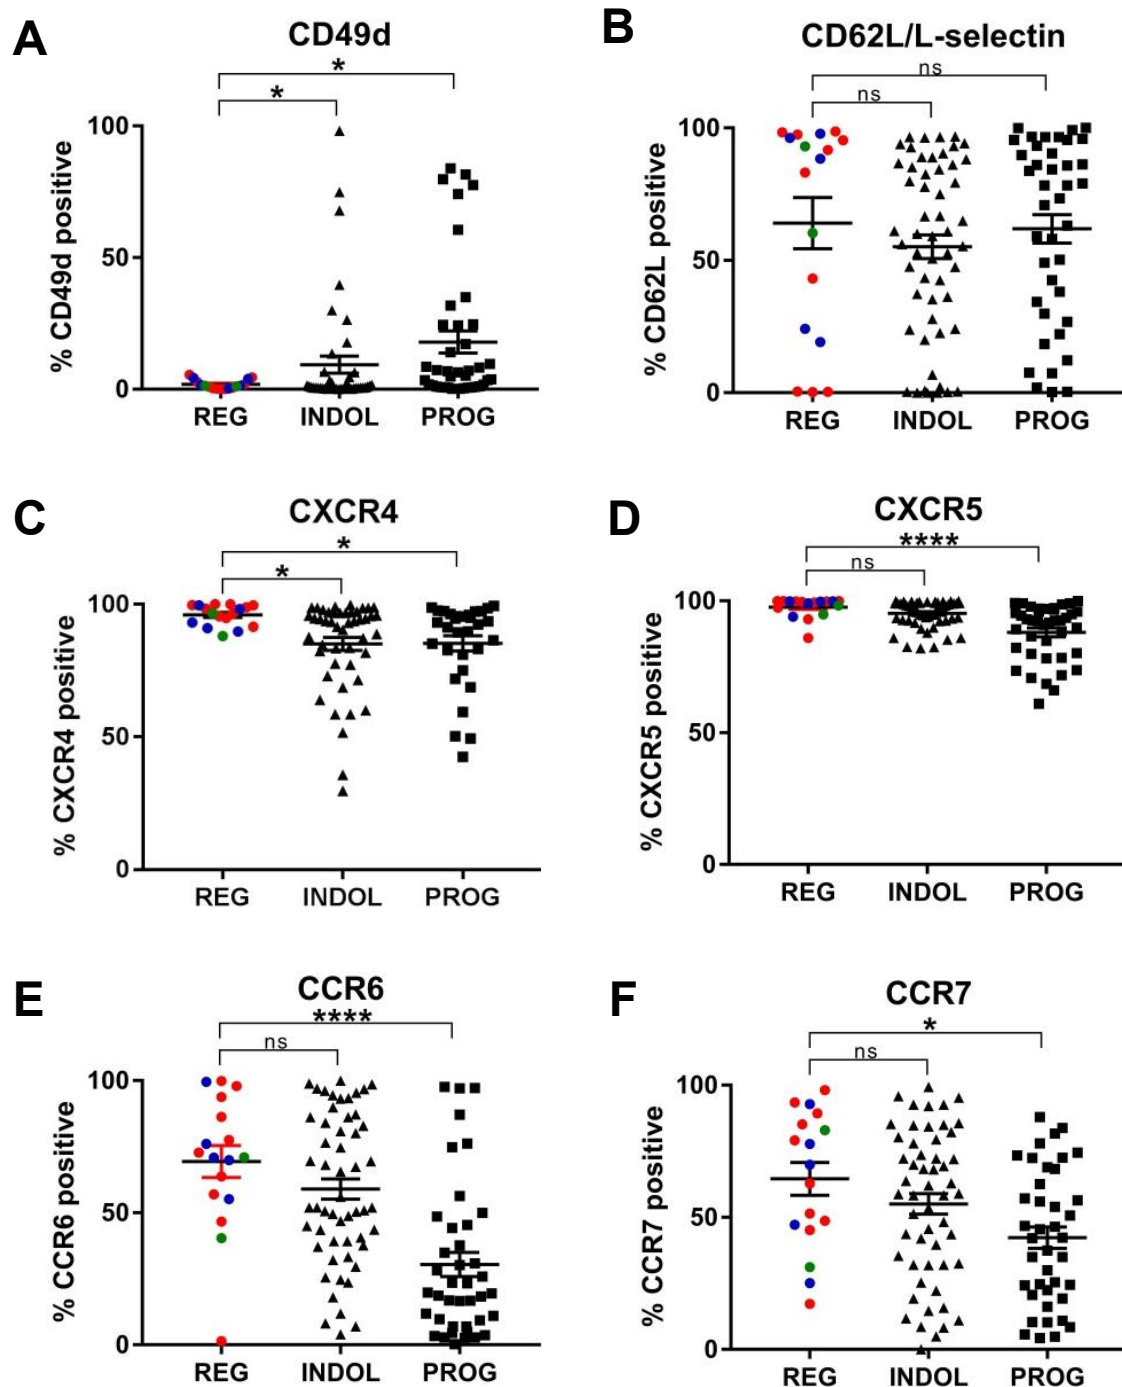 A
CD49d
*
*
% CD49d positive
100
50
0
REG INDOL PROG
B
CD62L/L-selectin
ns
ns
% CD62L positive
100
50
0
REG INDOL PROG
C
CXCR4
*
*
% CXCR4 positive
100
50
0
REG INDOL PROG
D
CXCR5
****
ns
% CXCR5 positive
100
50
0
REG INDOL PROG
E
CCR6
****
ns
% CCR6 positive
100
50
0
REG INDOL PROG
F
CCR7
*
ns
% CCR7 positive
100
50
0
REG INDOL PROG